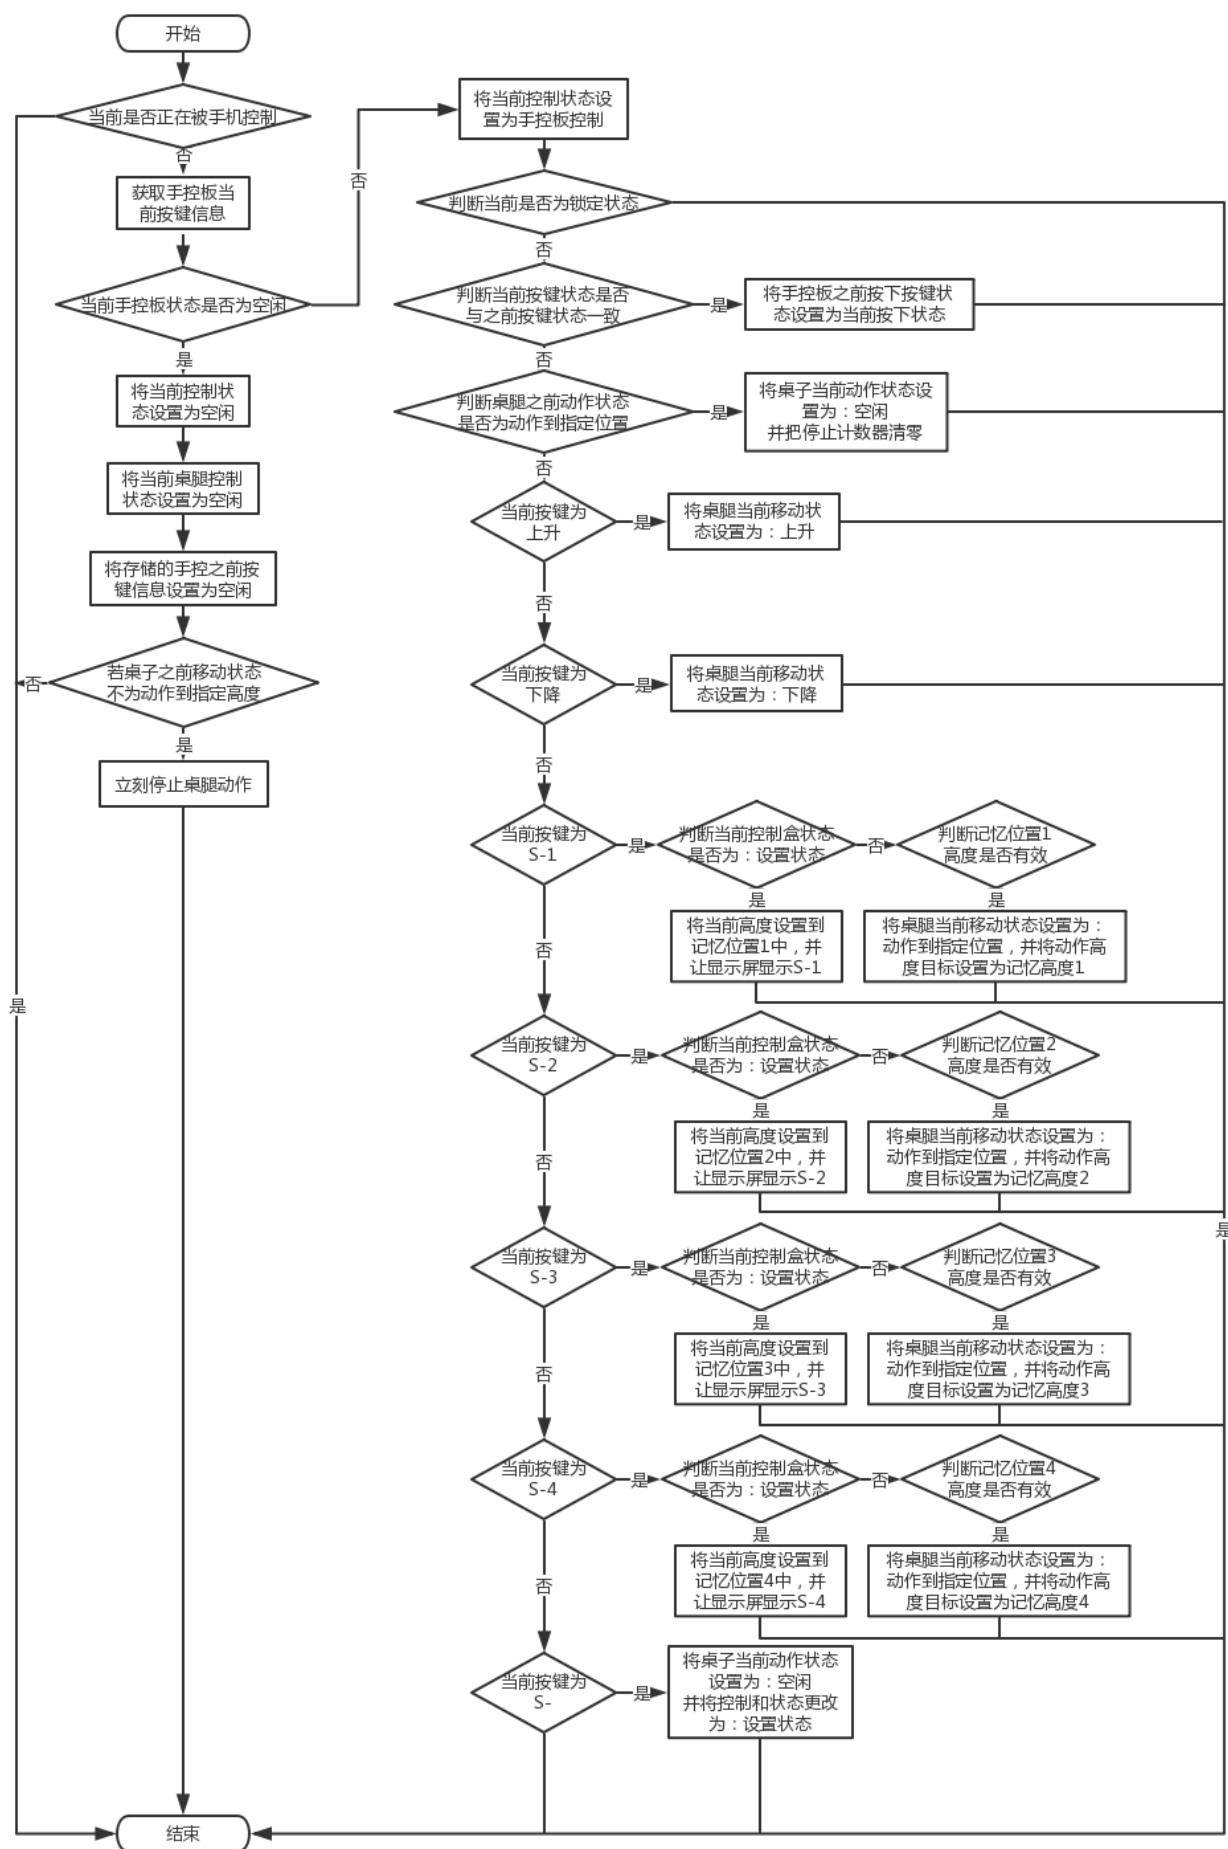 开始
当前是否正在被手机控制
否
获取手控板当
前按键信息
当前手控板状态是否为空闲
是
将当前控制状
态设置为空闲
将当前桌腿控制
状态设置为空闲
将存储的手控之前按
键信息设置为空闲
若桌子之前移动状态
不为动作到指定高度
否
是
立刻停止桌腿动作
是
结束
否
将当前控制状态设
置为手控板控制
判断当前是否为锁定状态
否
判断当前按键状态是否
与之前按键状态一致
是
将手控板之前按下按键状
态设置为当前按下状态
否
判断桌腿之前动作状态
是否为动作到指定位置
是
将桌子当前动作状态设
置为：空闲
并把停止计数器清零
否
当前按键为
上升
是
将桌腿当前移动状
态设置为：上升
否
当前按键为
下降
是
将桌腿当前移动状
态设置为：下降
否
当前按键为
S-1
是
判断当前控制盒状态
是否为：设置状态
否
判断记忆位置1
高度是否有效
是
将当前高度设置到
记忆位置1中，并
让显示屏显示S-1
是
将桌腿当前移动状态设置为：
动作到指定位置，并将动作高
度目标设置为记忆高度1
否
当前按键为
S-2
是
判断当前控制盒状态
是否为：设置状态
否
判断记忆位置2
高度是否有效
是
将当前高度设置到
记忆位置2中，并
让显示屏显示S-2
是
将桌腿当前移动状态设置为：
动作到指定位置，并将动作高
度目标设置为记忆高度2
否
当前按键为
S-3
是
判断当前控制盒状态
是否为：设置状态
否
判断记忆位置3
高度是否有效
是
将当前高度设置到
记忆位置3中，并
让显示屏显示S-3
是
将桌腿当前移动状态设置为：
动作到指定位置，并将动作高
度目标设置为记忆高度3
否
当前按键为
S-4
是
判断当前控制盒状态
是否为：设置状态
否
判断记忆位置4
高度是否有效
是
将当前高度设置到
记忆位置4中，并
让显示屏显示S-4
是
将桌腿当前移动状态设置为：
动作到指定位置，并将动作高
度目标设置为记忆高度4
否
当前按键为
S-
是
将桌子当前动作状态
设置为：空闲
并将控制和状态更改
为：设置状态
是